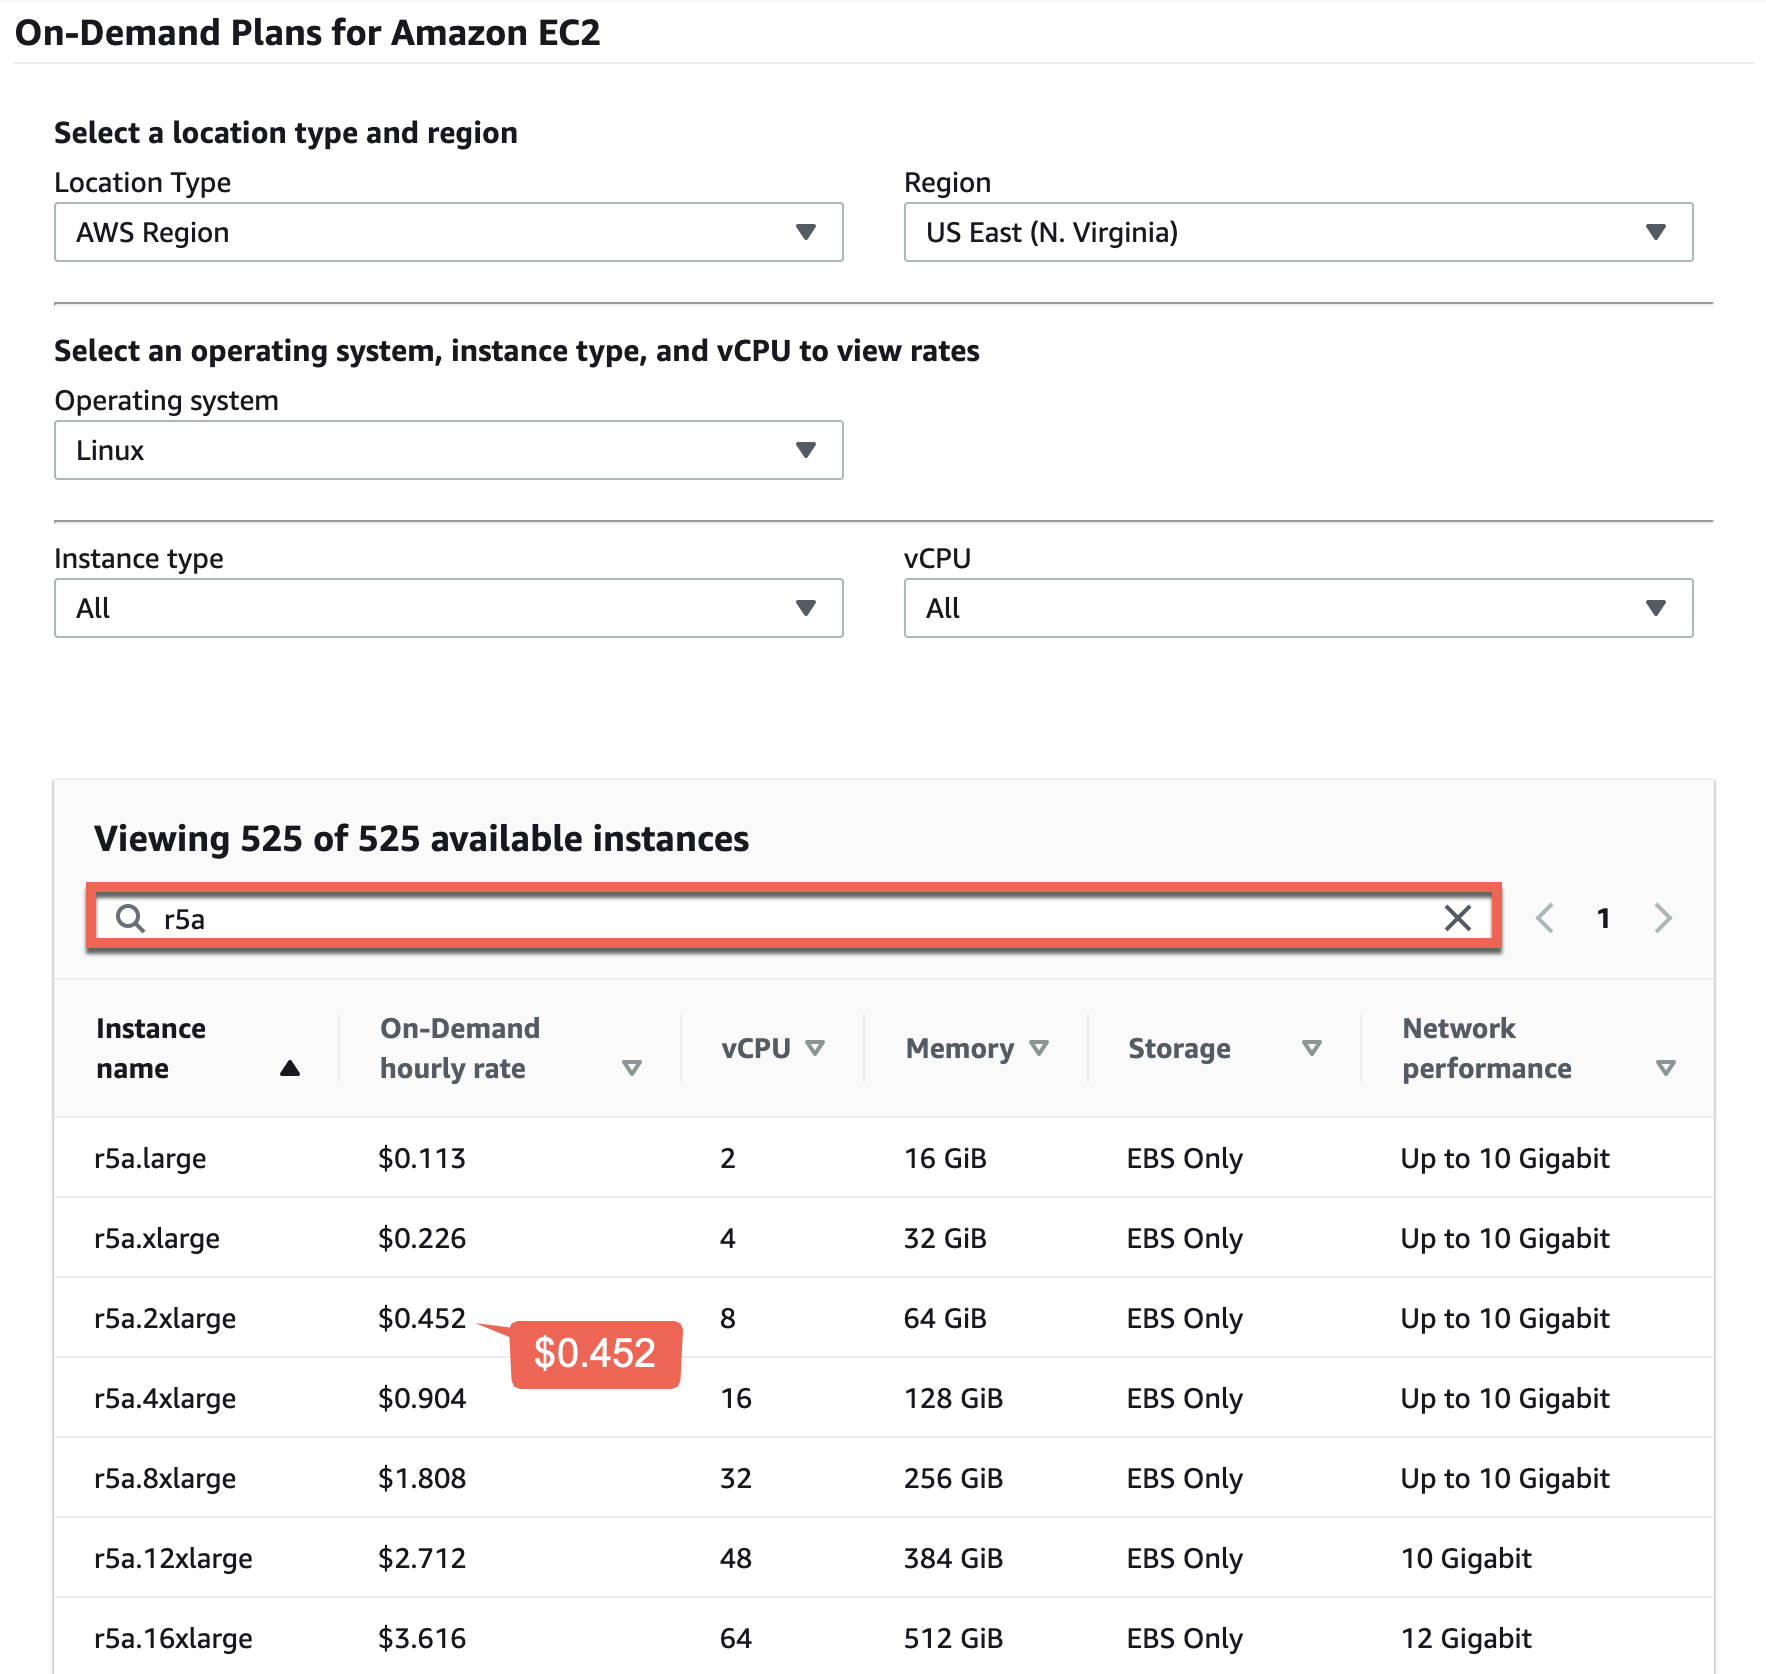 On-Demand Plans for Amazon EC2
Select a location type and region
Location Type
Region
AWS Region
US East (N. Virginia)
Select an operating system, instance type, and vCPU to view rates
Operating system
Linux
Instance type
vCPU
All
All
Viewing 525 of 525 available instances
r5a
1
Instance name
On-Demand hourly rate
vCPU
Memory
Storage
Network performance
r5a.large $0.113 2 16 GiB EBS Only Up to 10 Gigabit
r5a.xlarge $0.226 4 32 GiB EBS Only Up to 10 Gigabit
r5a.2xlarge $0.452 8 64 GiB EBS Only Up to 10 Gigabit
$0.452
r5a.4xlarge $0.904 16 128 GiB EBS Only Up to 10 Gigabit
r5a.8xlarge $1.808 32 256 GiB EBS Only Up to 10 Gigabit
r5a.12xlarge $2.712 48 384 GiB EBS Only 10 Gigabit
r5a.16xlarge $3.616 64 512 GiB EBS Only 12 Gigabit